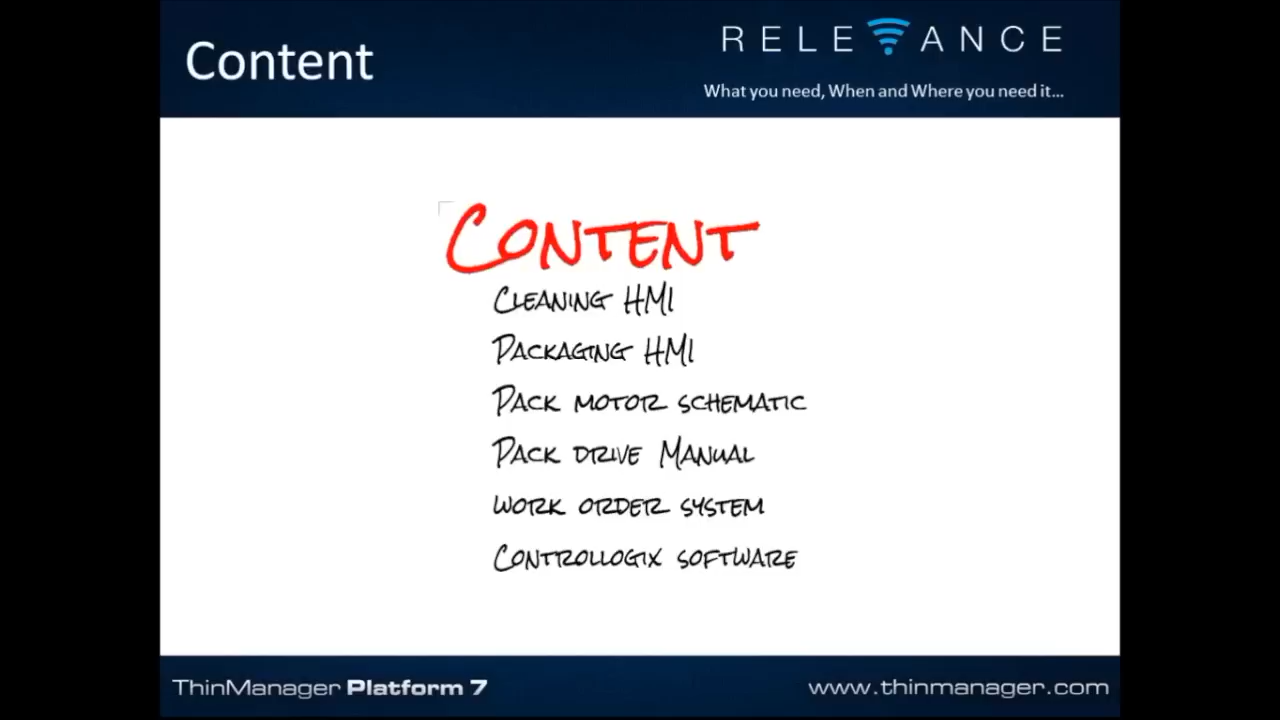 Content
RELEVANCE
What you need, When and Where you need it...
Content
Cleaning HMI
Packaging HMI
Pack motor schematic
Pack drive Manual
work order system
Controllogix software
ThinManager Platform 7
www.thinmanager.com